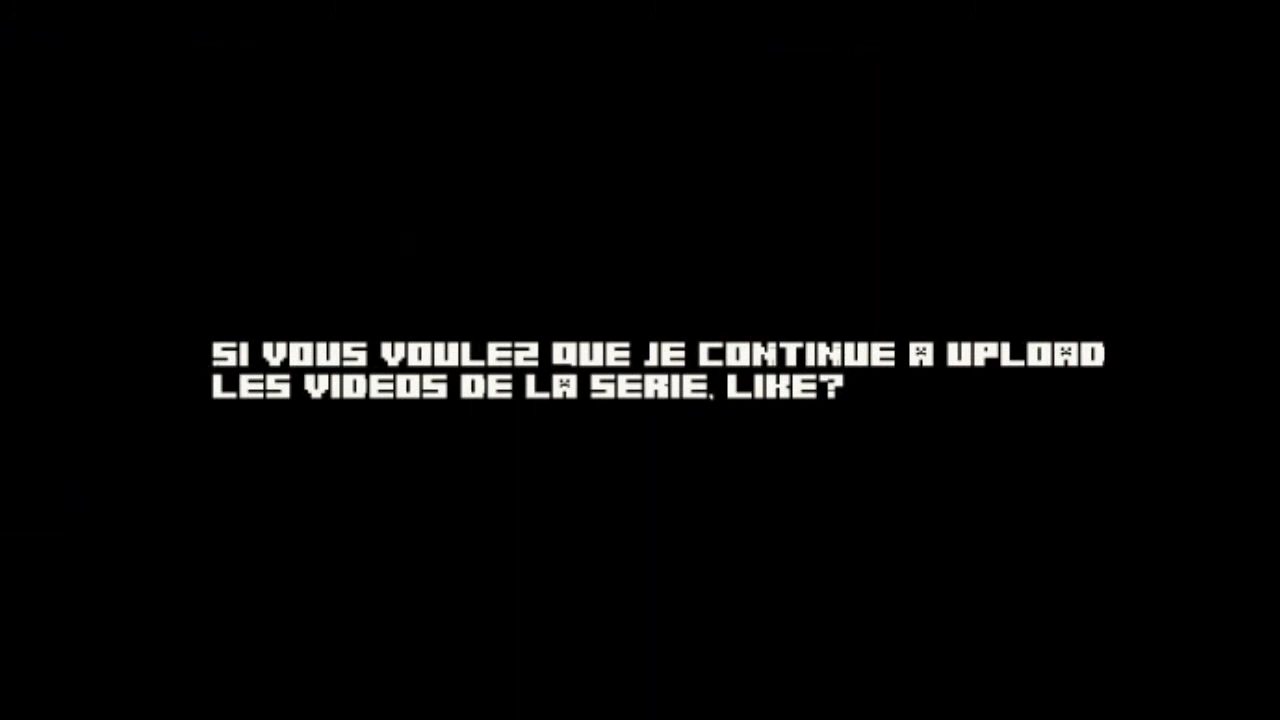 SI VOUS VOULEZ QUE JE CONTINUE A UPLOAD
LES VIDEOS DE LA SERIE, LIKE?